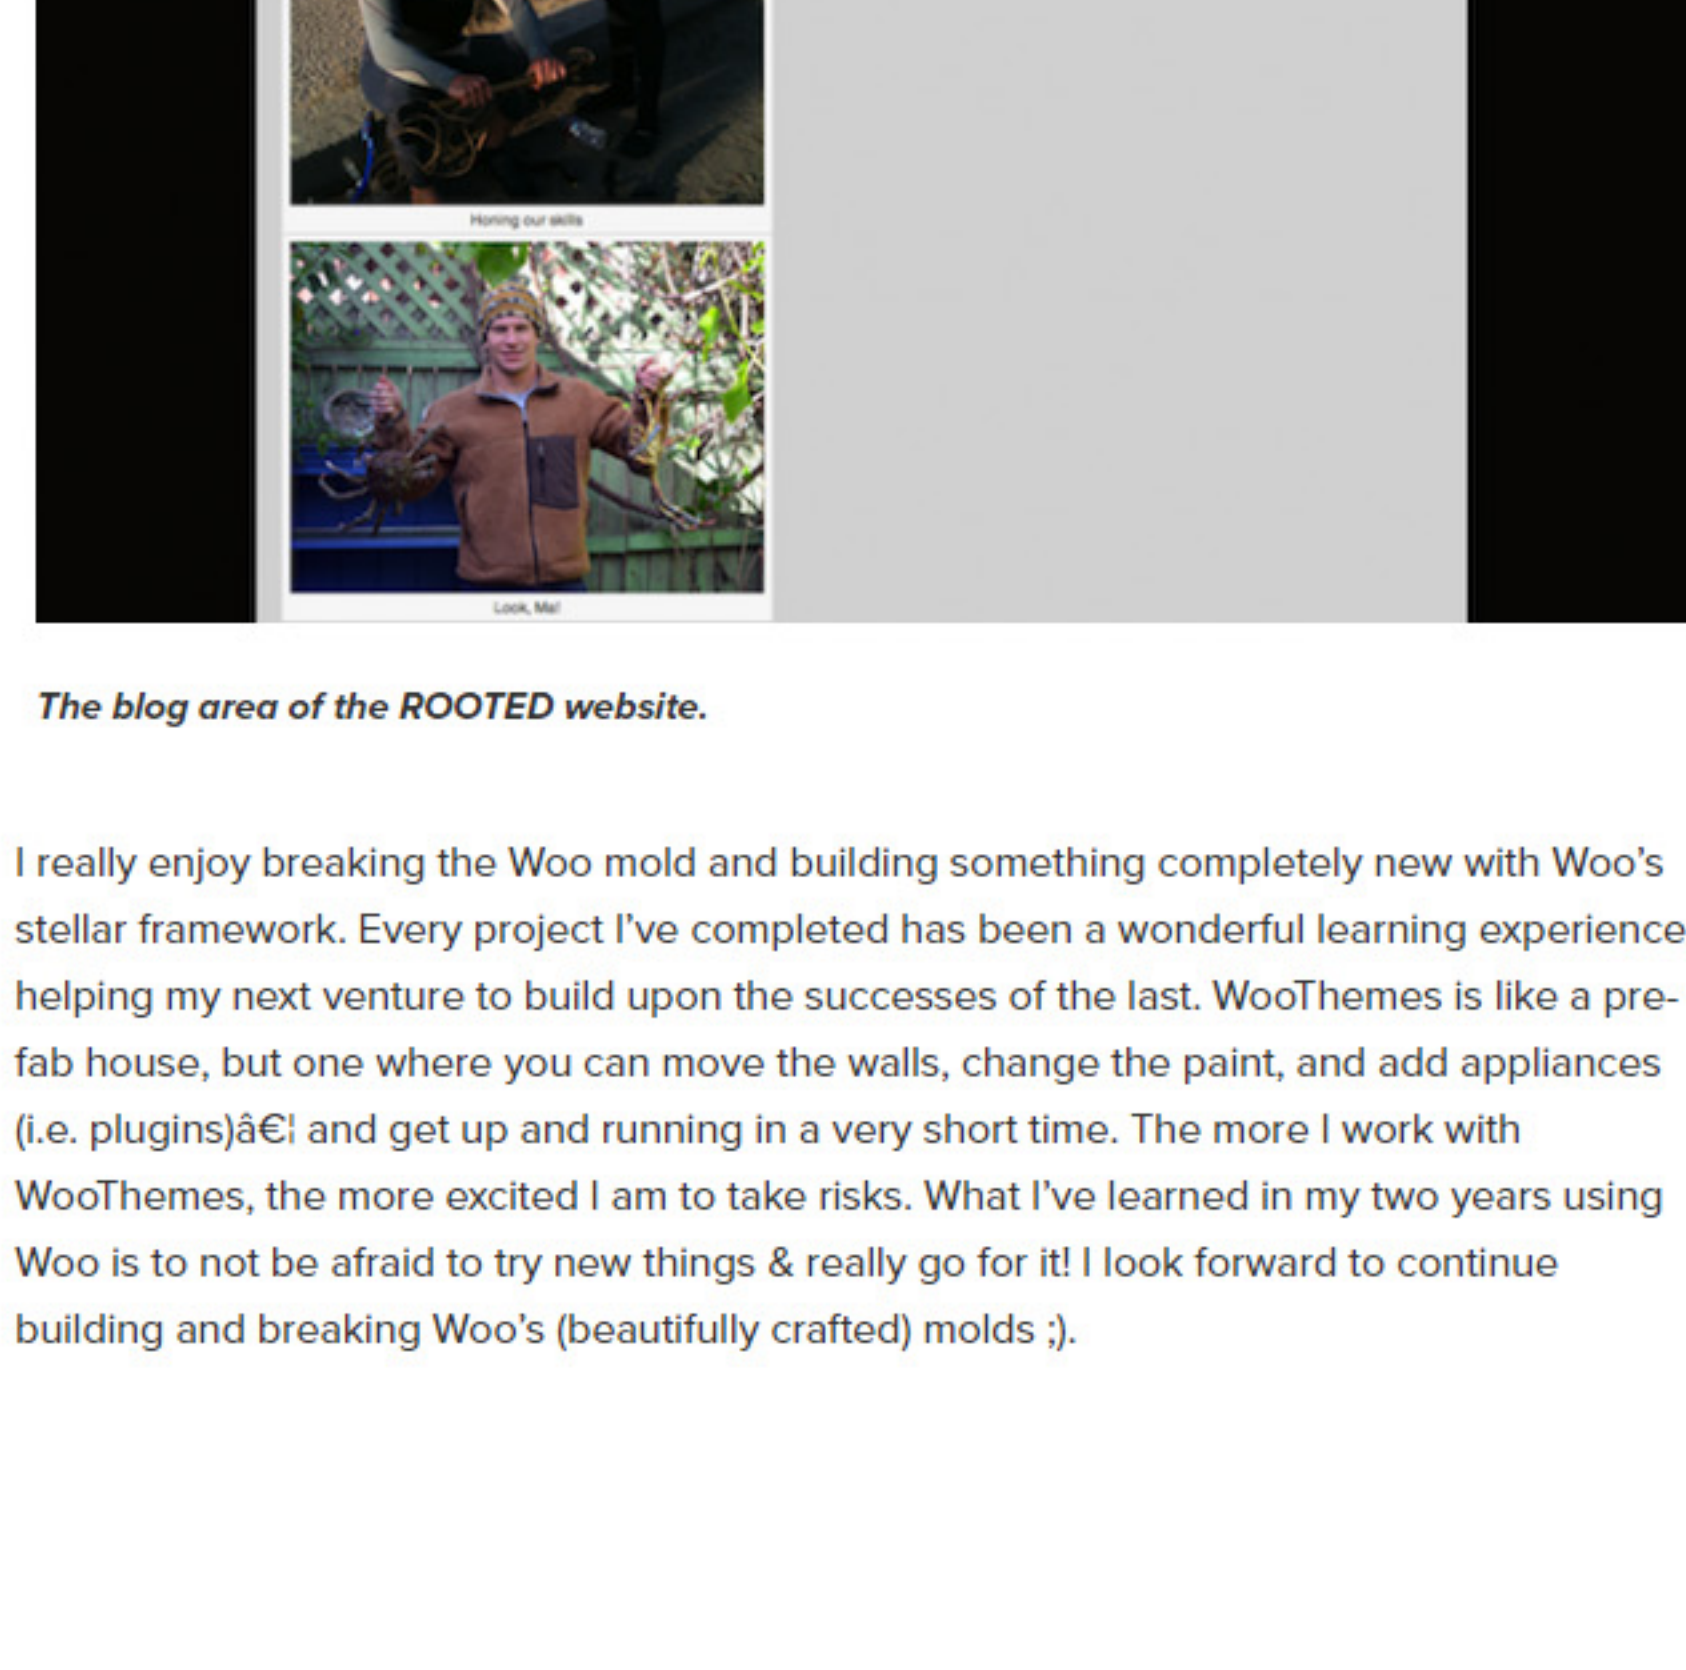 Honing our skills
Look, Ma!
The blog area of the ROOTED website.
I really enjoy breaking the Woo mold and building something completely new with Woo’s
stellar framework. Every project I’ve completed has been a wonderful learning experience
helping my next venture to build upon the successes of the last. WooThemes is like a pre-
fab house, but one where you can move the walls, change the paint, and add appliances
(i.e. plugins)â€¦ and get up and running in a very short time. The more I work with
WooThemes, the more excited I am to take risks. What I’ve learned in my two years using
Woo is to not be afraid to try new things & really go for it! I look forward to continue
building and breaking Woo’s (beautifully crafted) molds ;).